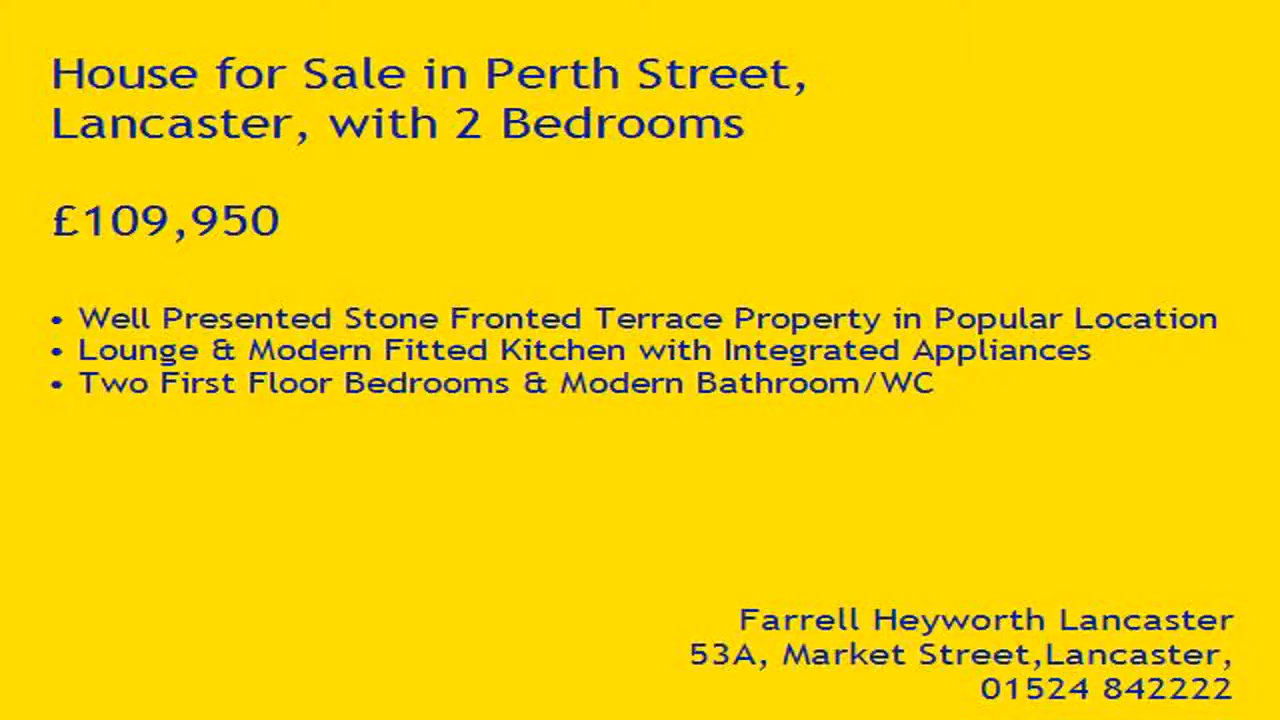 House for Sale in Perth Street,
Lancaster, with 2 Bedrooms
£109,950
• Well Presented Stone Fronted Terrace Property in Popular Location
• Lounge & Modern Fitted Kitchen with Integrated Appliances
• Two First Floor Bedrooms & Modern Bathroom/WC
Farrell Heyworth Lancaster
53A, Market Street,Lancaster,
01524 842222